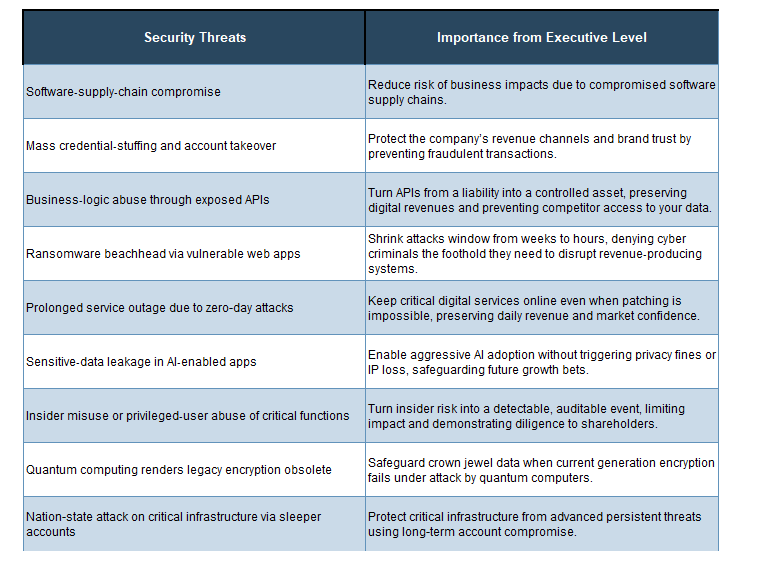 Security Threats
Importance from Executive Level
Software-supply-chain compromise
Reduce risk of business impacts due to compromised software
supply chains.
Mass credential-stuffing and account takeover
Protect the company's revenue channels and brand trust by
preventing fraudulent transactions.
Business-logic abuse through exposed APIs
Turn APIs from a liability into a controlled asset, preserving
digital revenues and preventing competitor access to your data.
Ransomware beachhead via vulnerable web apps
Shrink attacks window from weeks to hours, denying cyber
criminals the foothold they need to disrupt revenue-producing
systems.
Prolonged service outage due to zero-day attacks
Keep critical digital services online even when patching is
impossible, preserving daily revenue and market confidence.
Sensitive-data leakage in AI-enabled apps
Enable aggressive AI adoption without triggering privacy fines or
IP loss, safeguarding future growth bets.
Insider misuse or privileged-user abuse of critical functions
Turn insider risk into a detectable, auditable event, limiting
impact and demonstrating diligence to shareholders.
Quantum computing renders legacy encryption obsolete
Safeguard crown jewel data when current generation encryption
fails under attack by quantum computers.
Nation-state attack on critical infrastructure via sleeper
accounts
Protect critical infrastructure from advanced persistent threats
using long-term account compromise.